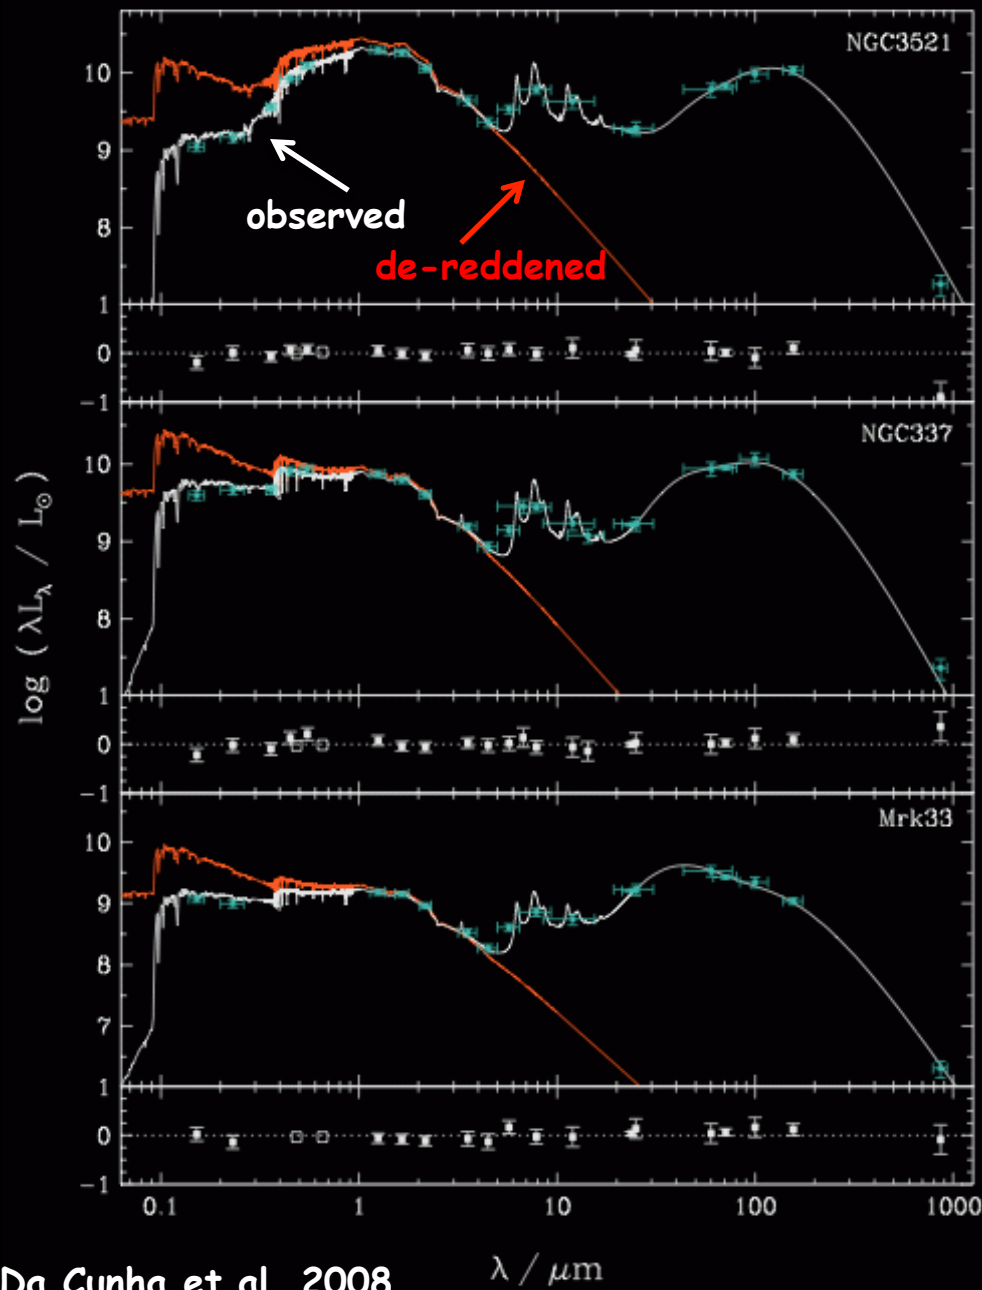 NGC3521
10
9
8
1
observed
de-reddened
0
−1
NGC337
10
9
8
1
0
−1
Mrk33
10
9
8
7
1
0
−1
log ( λL_λ / L_⊙ )
0.1 1 10 100 1000
λ / μm
Da Cunha et al. 2008